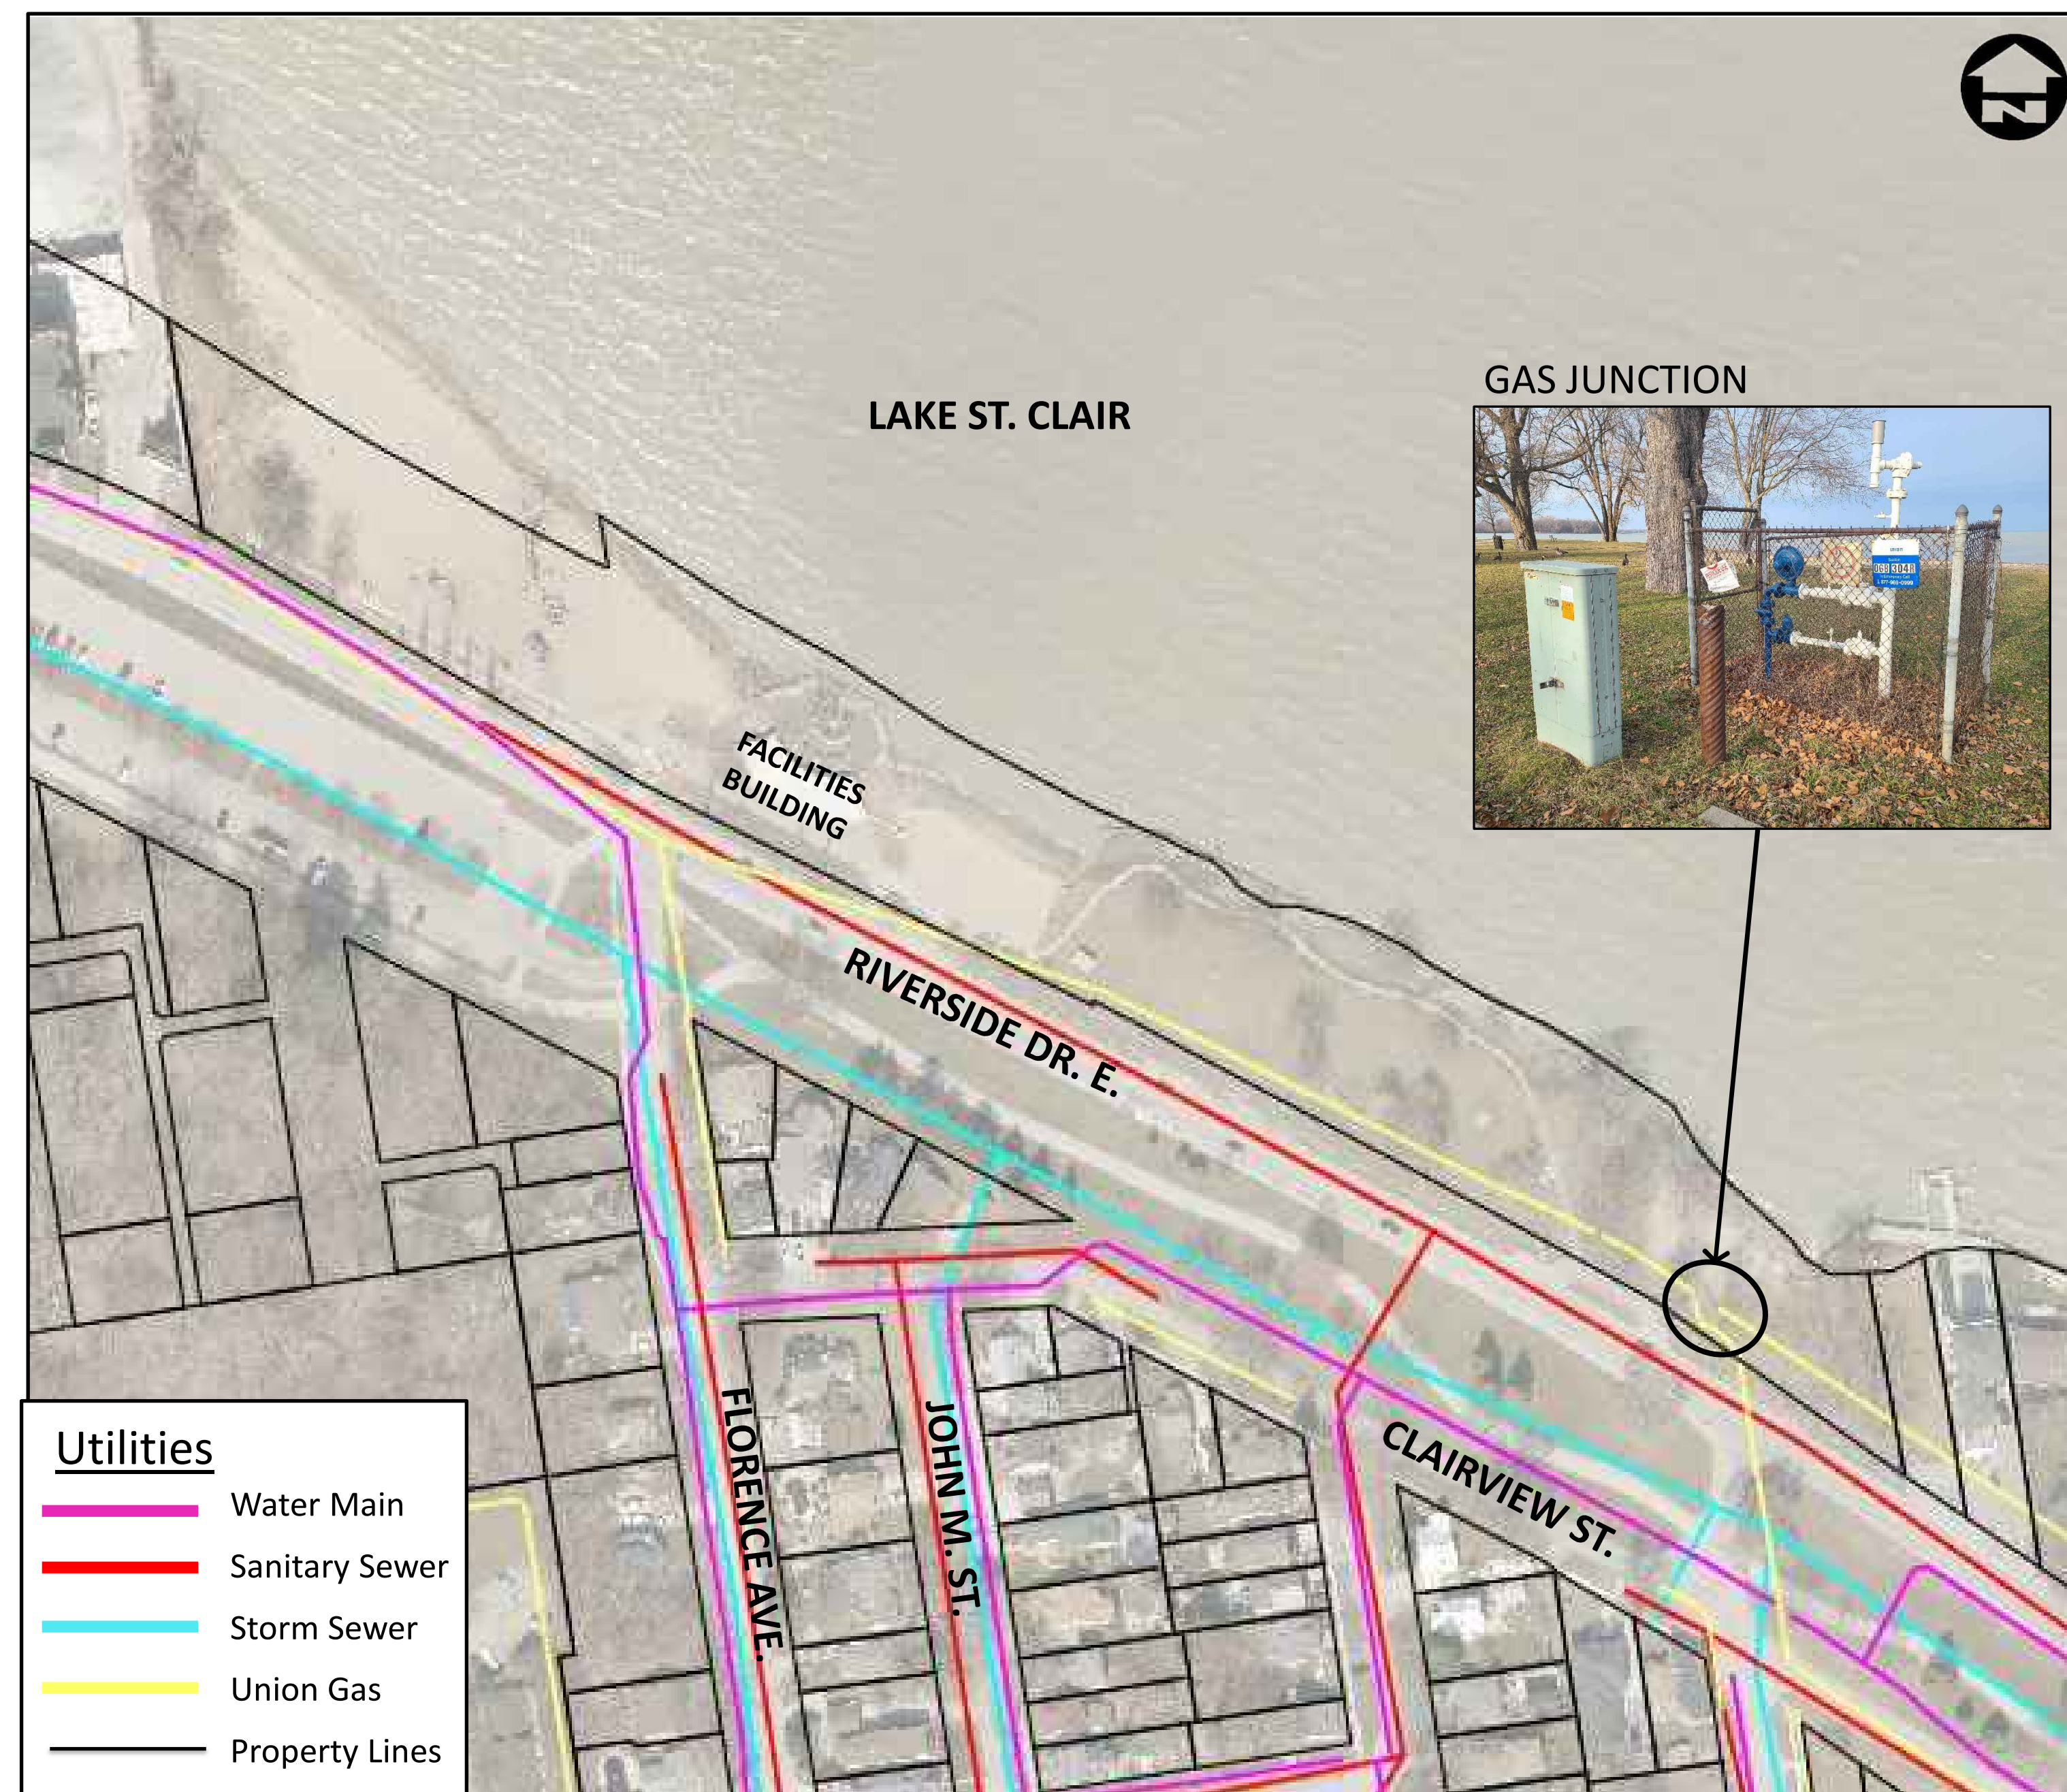 N
LAKE ST. CLAIR
GAS JUNCTION
FACILITIES
BUILDING
RIVERSIDE DR. E.
CLAIRVIEW ST.
FLORENCE AVE.
JOHN M. ST.
Utilities
Water Main
Sanitary Sewer
Storm Sewer
Union Gas
Property Lines